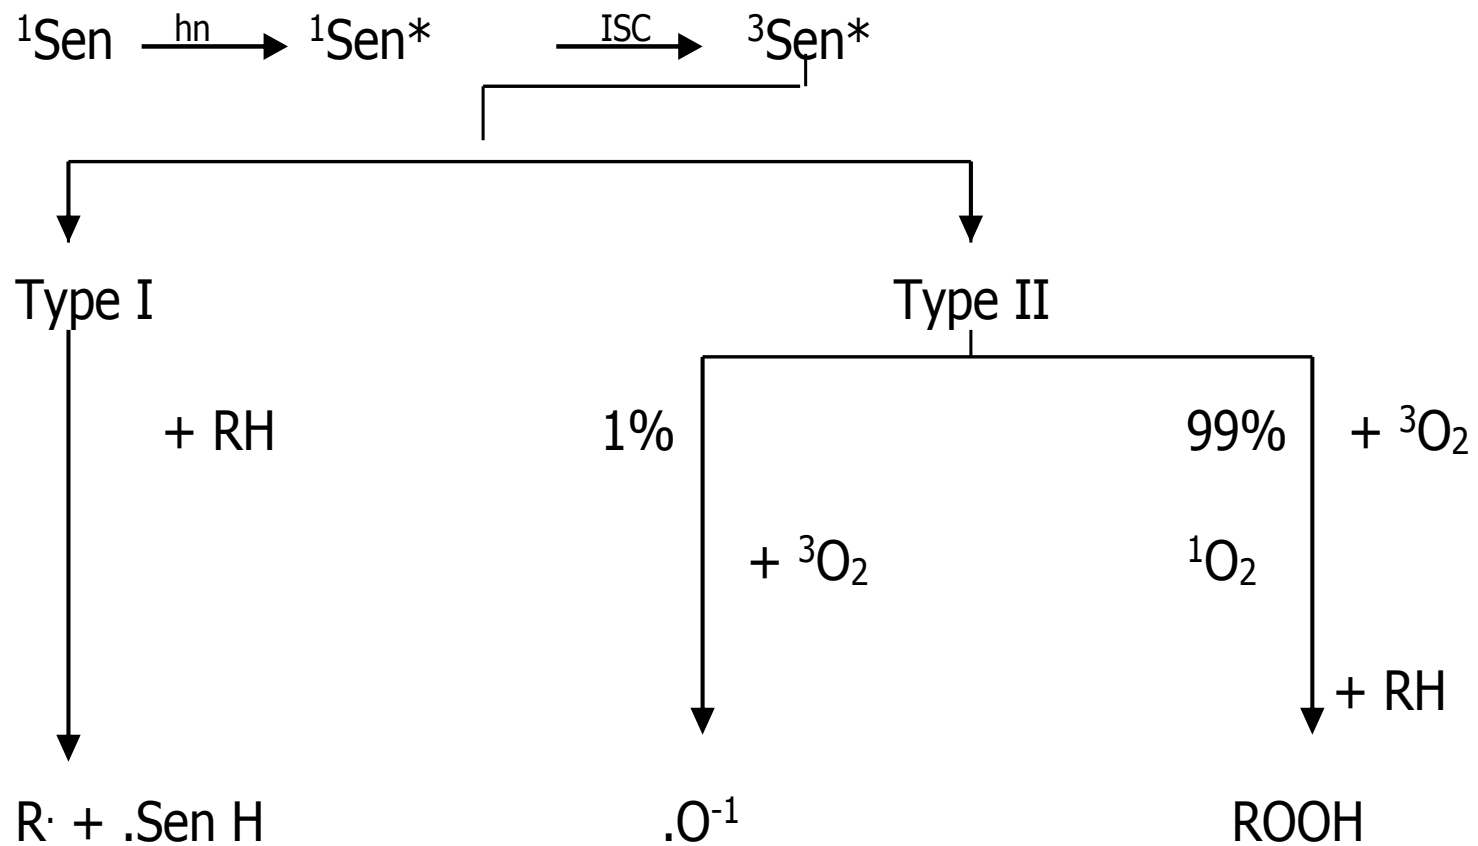 ¹Sen hn ¹Sen* ISC ³Sen*
Type I Type II
+ RH 1% 99% + ³O₂
+ ³O₂ ¹O₂
+ RH
R· + .Sen H .O⁻¹ ROOH